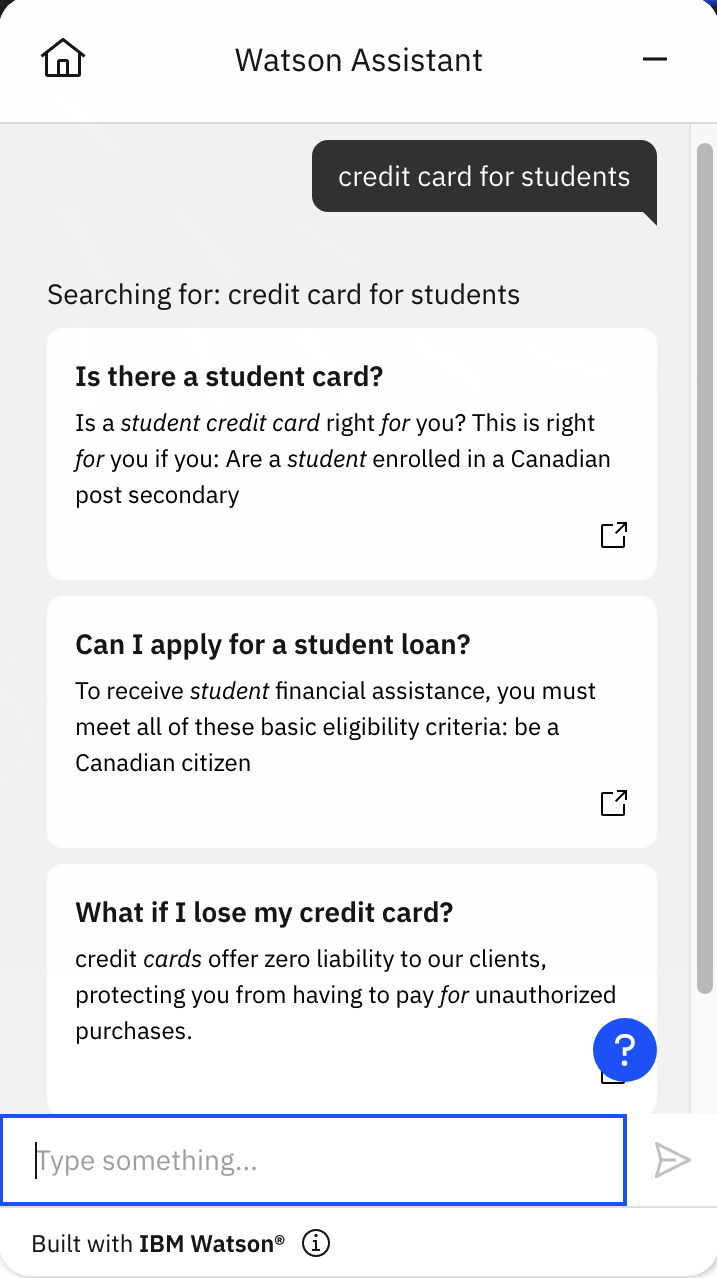 Watson Assistant
credit card for students
Searching for: credit card for students
Is there a student card?
Is a student credit card right for you? This is right
for you if you: Are a student enrolled in a Canadian
post secondary
Can I apply for a student loan?
To receive student financial assistance, you must
meet all of these basic eligibility criteria: be a
Canadian citizen
What if I lose my credit card?
credit cards offer zero liability to our clients,
protecting you from having to pay for unauthorized
purchases.
?
Type something...
Built with IBM Watson®